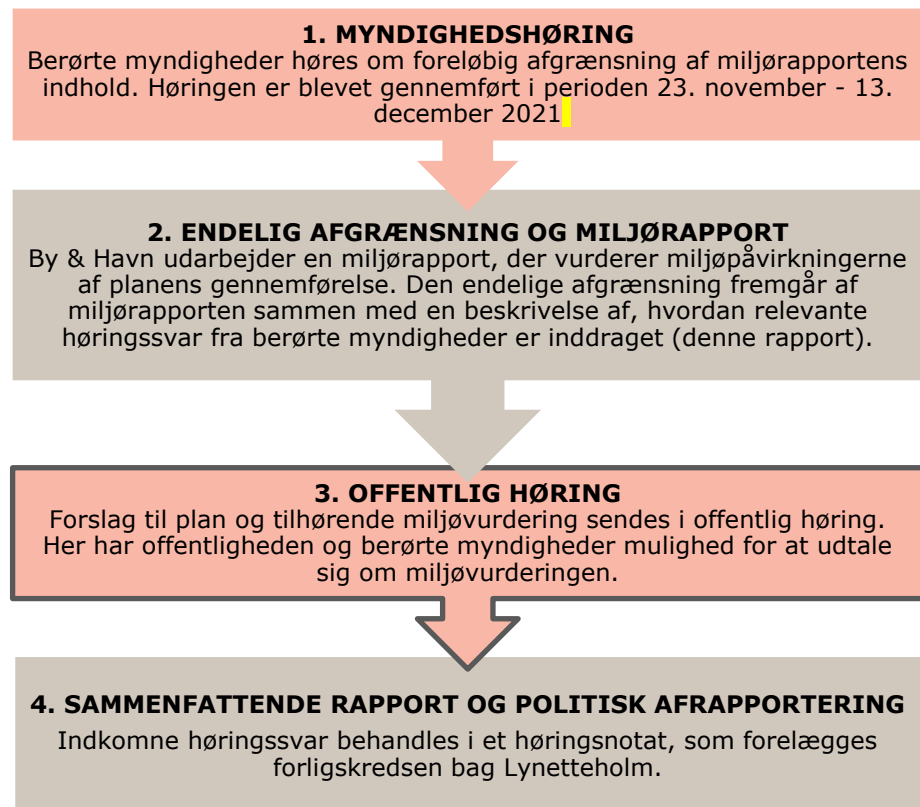 1. MYNDIGHEDSHØRING
Berørte myndigheder høres om foreløbig afgrænsning af miljørapportens
indhold. Høringen er blevet gennemført i perioden 23. november - 13.
december 2021
2. ENDELIG AFGRÆNSNING OG MILJØRAPPORT
By & Havn udarbejder en miljørapport, der vurderer miljøpåvirkningerne
af planens gennemførelse. Den endelige afgrænsning fremgår af
miljørapporten sammen med en beskrivelse af, hvordan relevante
høringssvar fra berørte myndigheder er inddraget (denne rapport).
3. OFFENTLIG HØRING
Forslag til plan og tilhørende miljøvurdering sendes i offentlig høring.
Her har offentligheden og berørte myndigheder mulighed for at udtale
sig om miljøvurderingen.
4. SAMMENFATTENDE RAPPORT OG POLITISK AFRAPPORTERING
Indkomne høringssvar behandles i et høringsnotat, som forelægges
forligskredsen bag Lynetteholm.